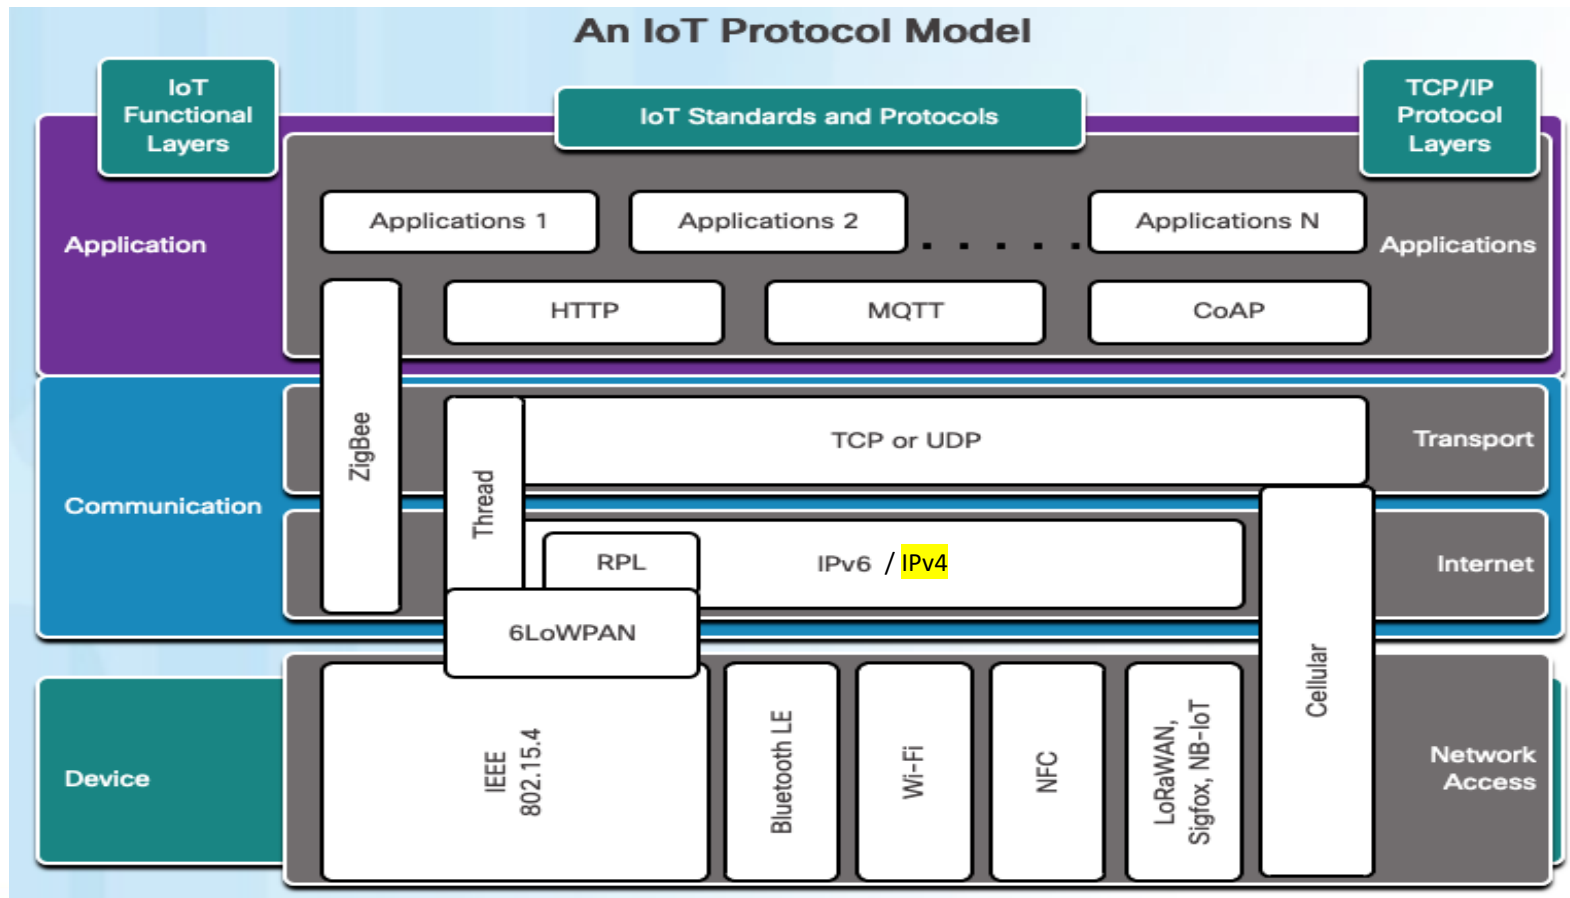 An IoT Protocol Model
IoT
Functional
Layers
IoT Standards and Protocols
TCP/IP
Protocol
Layers
Application
Applications 1
Applications 2
. . . . .
Applications N
Applications
HTTP
MQTT
CoAP
ZigBee
Communication
Thread
TCP or UDP
Transport
RPL
IPv6 / IPv4
Internet
6LoWPAN
Cellular
Device
IEEE
802.15.4
Bluetooth LE
Wi-Fi
NFC
LoRaWAN,
Sigfox, NB-IoT
Network
Access